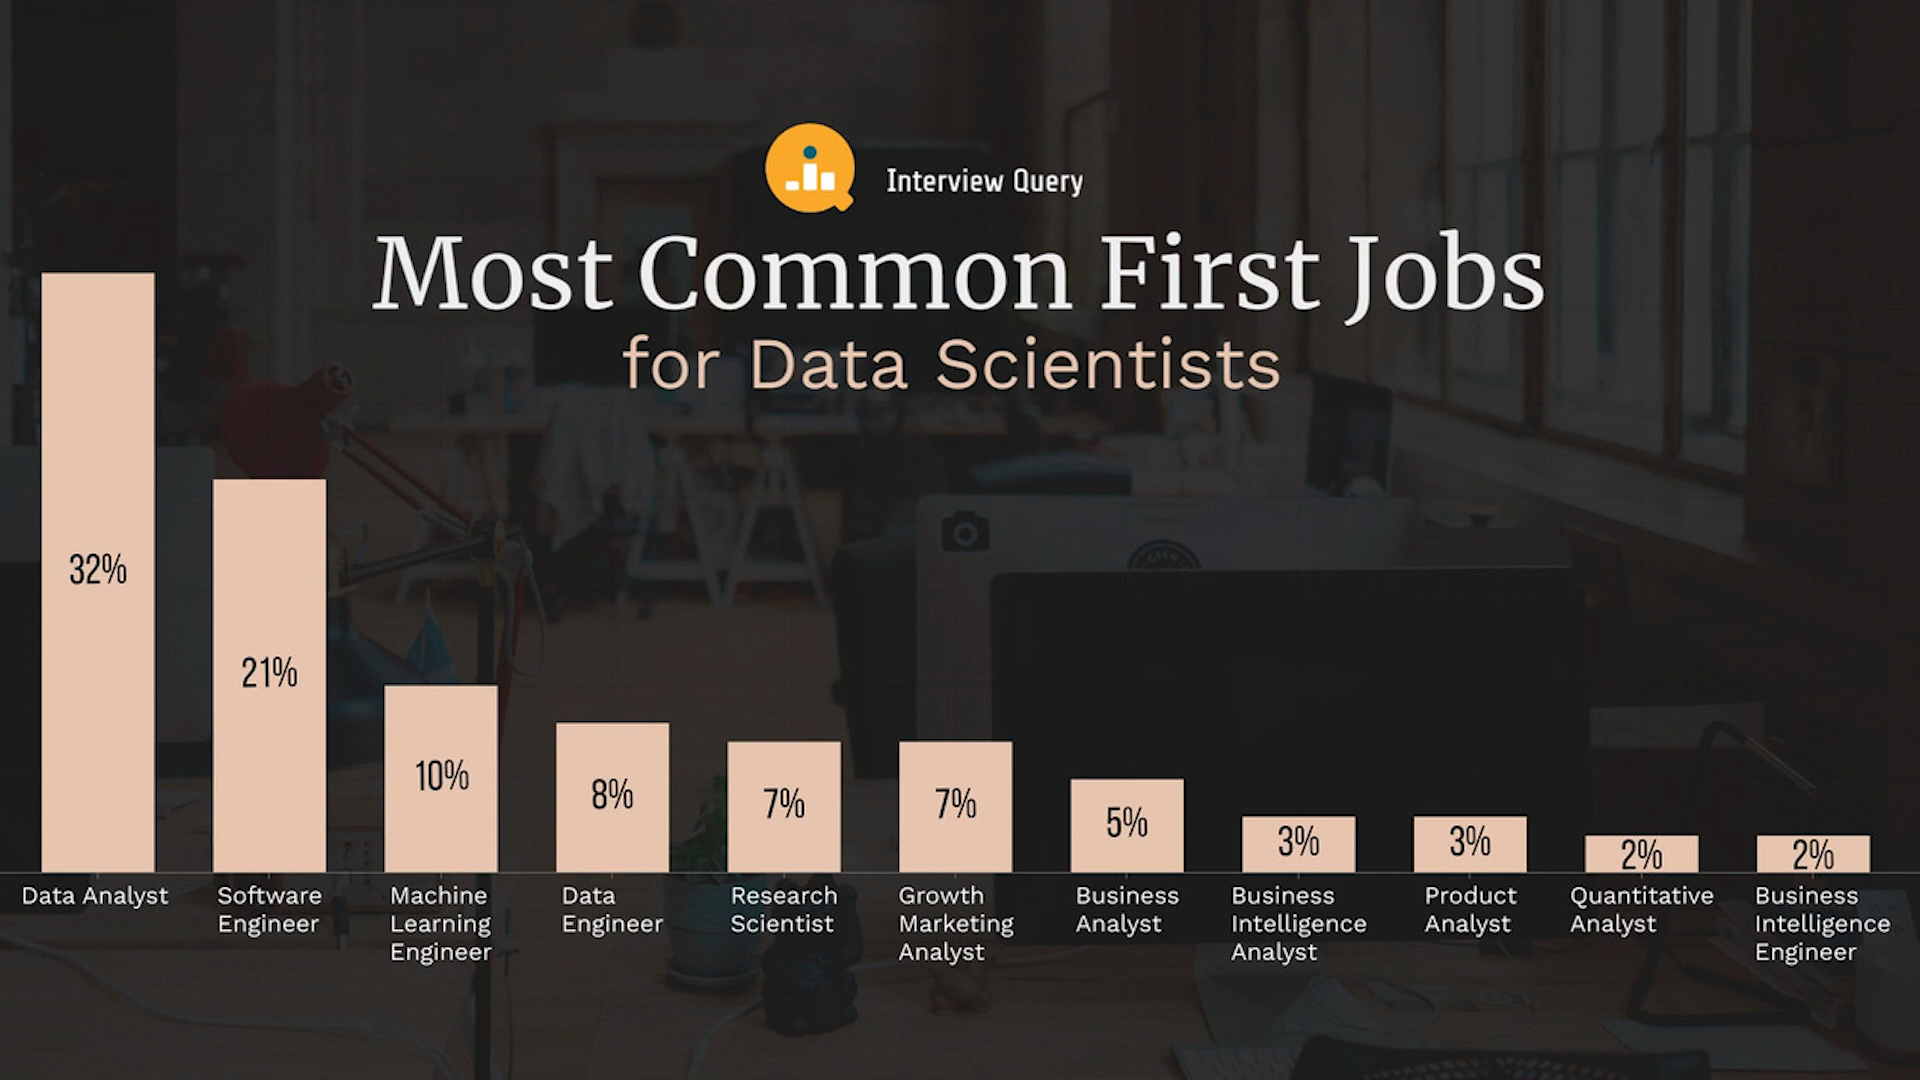 Interview Query
Most Common First Jobs
for Data Scientists
32%
21%
10%
8%
7%
7%
5%
3%
3%
2%
2%
Data Analyst
Software
Engineer
Machine
Learning
Engineer
Data
Engineer
Research
Scientist
Growth
Marketing
Analyst
Business
Analyst
Business
Intelligence
Analyst
Product
Analyst
Quantitative
Analyst
Business
Intelligence
Engineer